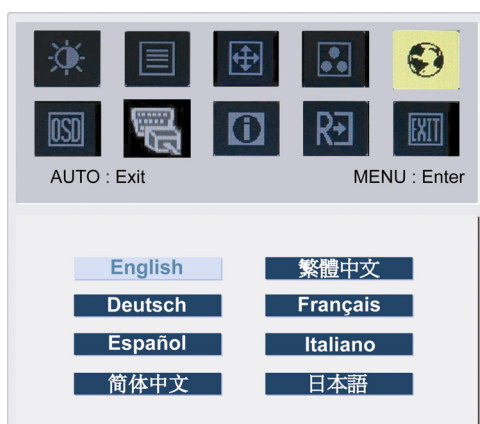 OSD
i
R
EXIT
AUTO : Exit MENU : Enter
English 繁體中文
Deutsch Français
Español Italiano
简体中文 日本語